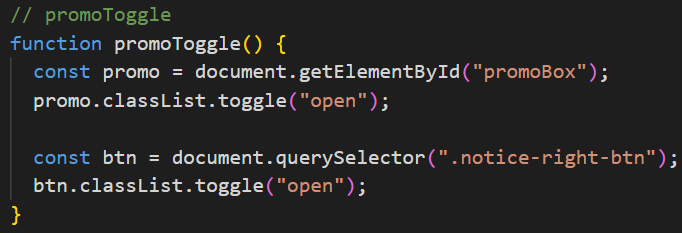 // promoToggle
function promoToggle() {
  const promo = document.getElementById("promoBox");
  promo.classList.toggle("open");

  const btn = document.querySelector(".notice-right-btn");
  btn.classList.toggle("open");
}